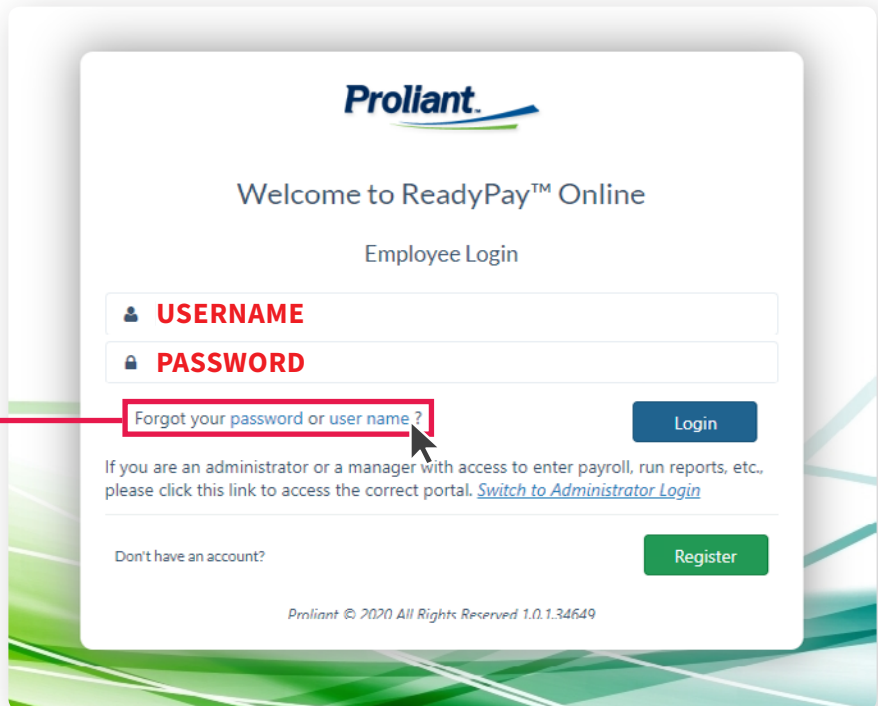 Proliant™
Welcome to ReadyPay™ Online
Employee Login
USERNAME
PASSWORD
Forgot your password or user name ?
Login
If you are an administrator or a manager with access to enter payroll, run reports, etc.,
please click this link to access the correct portal. Switch to Administrator Login
Don't have an account?
Register
Proliant © 2020 All Rights Reserved 1.0.1.34649